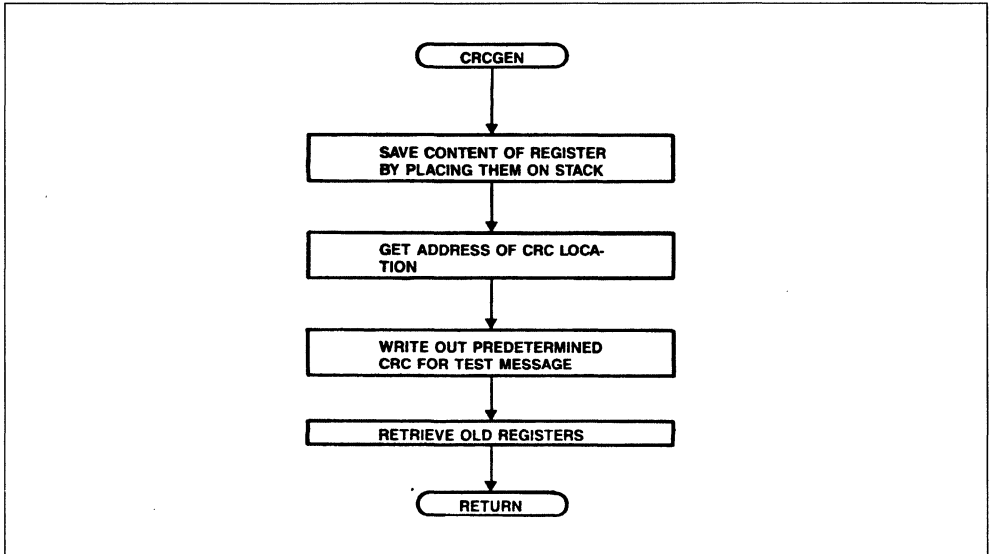 CRCGEN
SAVE CONTENT OF REGISTER
BY PLACING THEM ON STACK
GET ADDRESS OF CRC LOCA-
TION
WRITE OUT PREDETERMINED
CRC FOR TEST MESSAGE
RETRIEVE OLD REGISTERS
RETURN